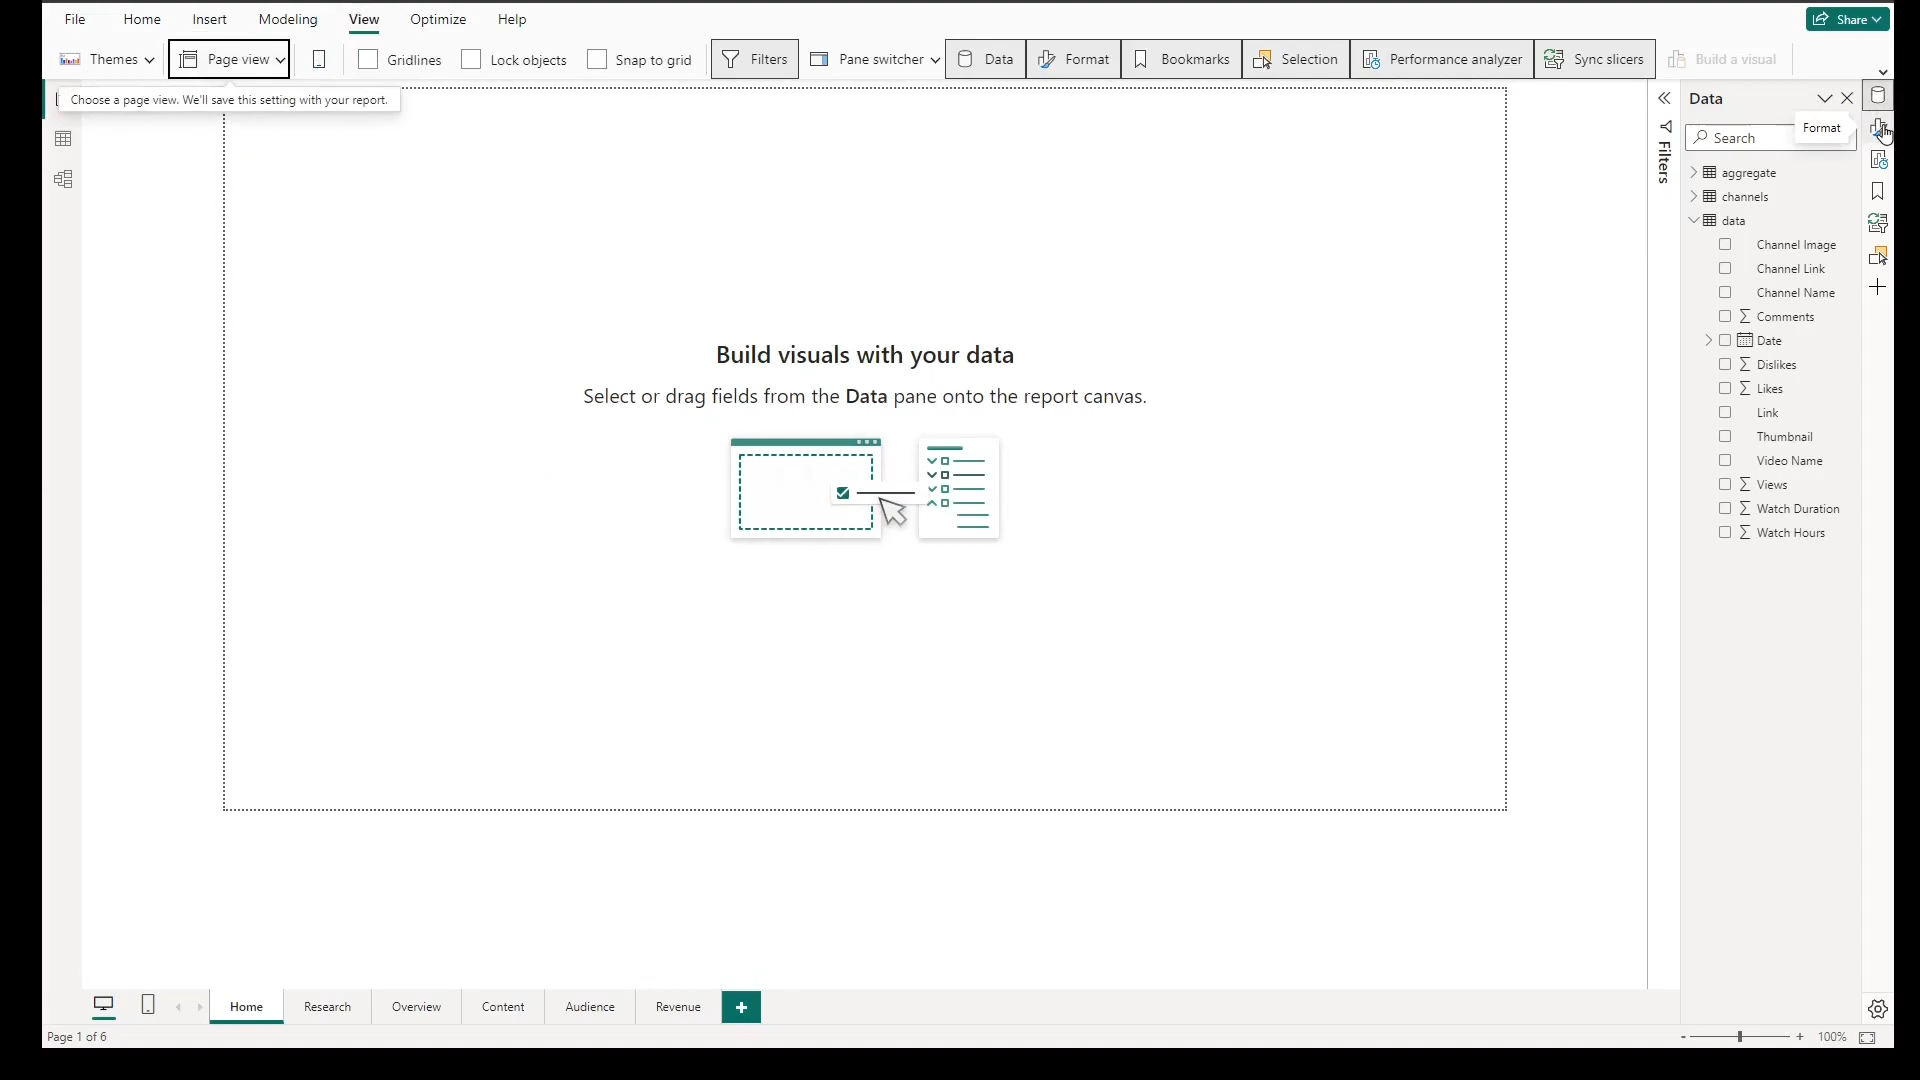 File Home Insert Modeling View Optimize Help Share
Themes Page view Gridlines Lock objects Snap to grid Filters Pane switcher Data Format Bookmarks Selection Performance analyzer Sync slicers Build a visual
Choose a page view. We'll save this setting with your report.
Filters
Data
Format
Search
aggregate
channels
data
Channel Image
Channel Link
Channel Name
Comments
Date
Dislikes
Likes
Link
Thumbnail
Video Name
Views
Watch Duration
Watch Hours
Build visuals with your data
Select or drag fields from the Data pane onto the report canvas.
Home Research Overview Content Audience Revenue +
Page 1 of 6
- + 100%